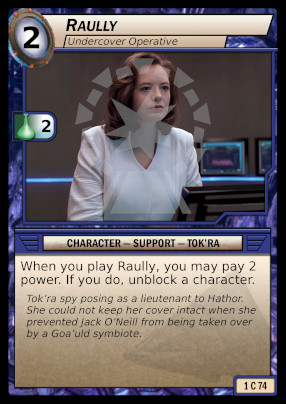 2
RAULLY
Undercover Operative
2
CHARACTER – SUPPORT – TOK'RA
When you play Raully, you may pay 2
power. If you do, unblock a character.
Tok'ra spy posing as a lieutenant to Hathor.
She could not keep her cover intact when she
prevented Jack O'Neill from being taken over
by a Goa'uld symbiote.
1 C 74